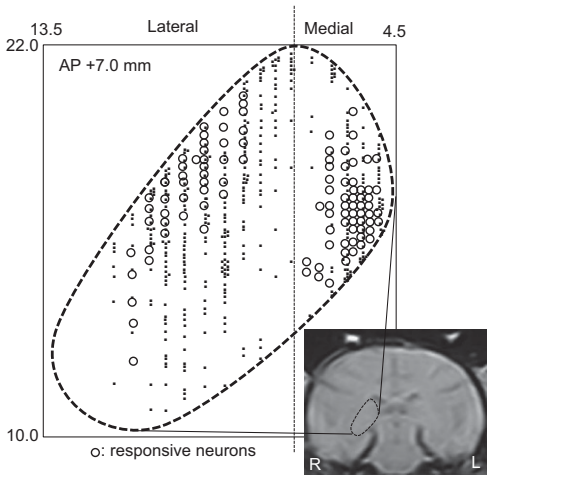 13.5 Lateral Medial 4.5
22.0
AP +7.0 mm
10.0
o: responsive neurons
R L